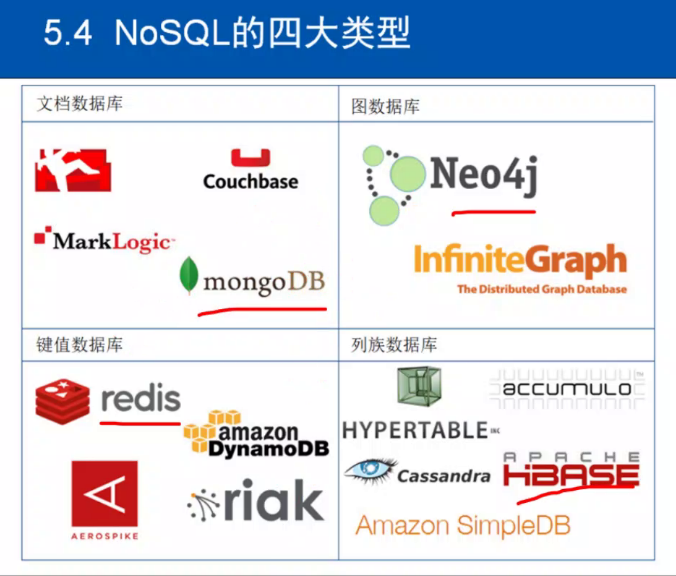 5.4 NoSQL的四大类型
文档数据库
Couchbase
MarkLogic
mongoDB
图数据库
Neo4j
InfiniteGraph
The Distributed Graph Database
键值数据库
redis
amazon
DynamoDB
AEROSPIKE
riak
列族数据库
accumulo
HYPERTABLE INC
Cassandra
APACHE
HBASE
Amazon SimpleDB